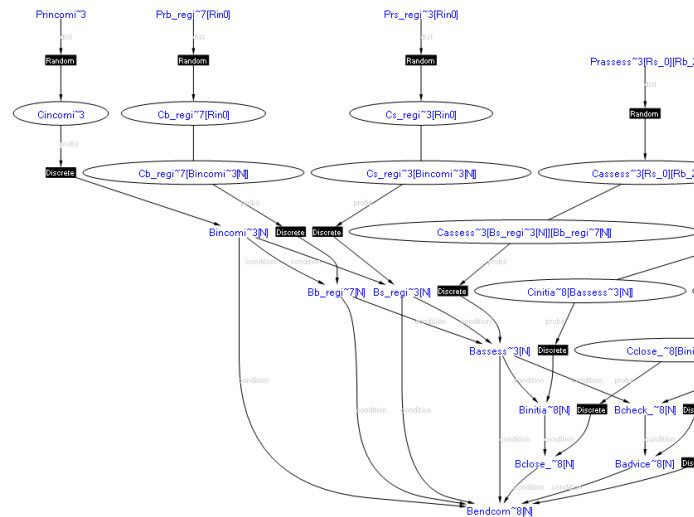 Princomi~3
Prb_regi~7[Rin0]
Prs_regi~3[Rin0]
dist
dist
dist
Random
Random
Random
Prassess~3[Rs_0][Rb_2
dist
Cincomi~3
Cb_regi~7[Rin0]
Cs_regi~3[Rin0]
Random
probs
Discrete
Cb_regi~7[Bincomi~3[N]]
Cs_regi~3[Bincomi~3[N]]
Cassess~3[Rs_0][Rb_2
probs
Bincomi~3[N]
Discrete
Discrete
Cassess~3[Bs_regi~3[N]][Bb_regi~7[N]]
condition
condition
probs
Bb_regi~7[N]
Bs_regi~3[N]
Discrete
Cinitia~8[Bassess~3[N]]
condition
condition
probs
Bassess~3[N]
Discrete
Cclose_~8[Bini
condition
condition
condition
condition
probs
condition
condition
Binitia~8[N]
Discrete
Bcheck_~8[N]
Dis
condition
condition
Bclose_~8[N]
Badvice~8[N]
Dis
condition
condition
Bendcom~8[N]